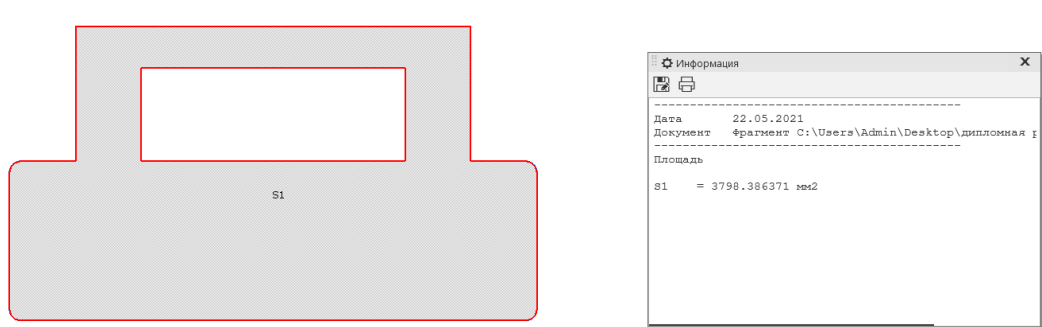 S1
Информация
X
------------------------------------------
Дата 22.05.2021
Документ Фрагмент C:\Users\Admin\Desktop\дипломная
------------------------------------------
Площадь
S1 = 3798.386371 мм2